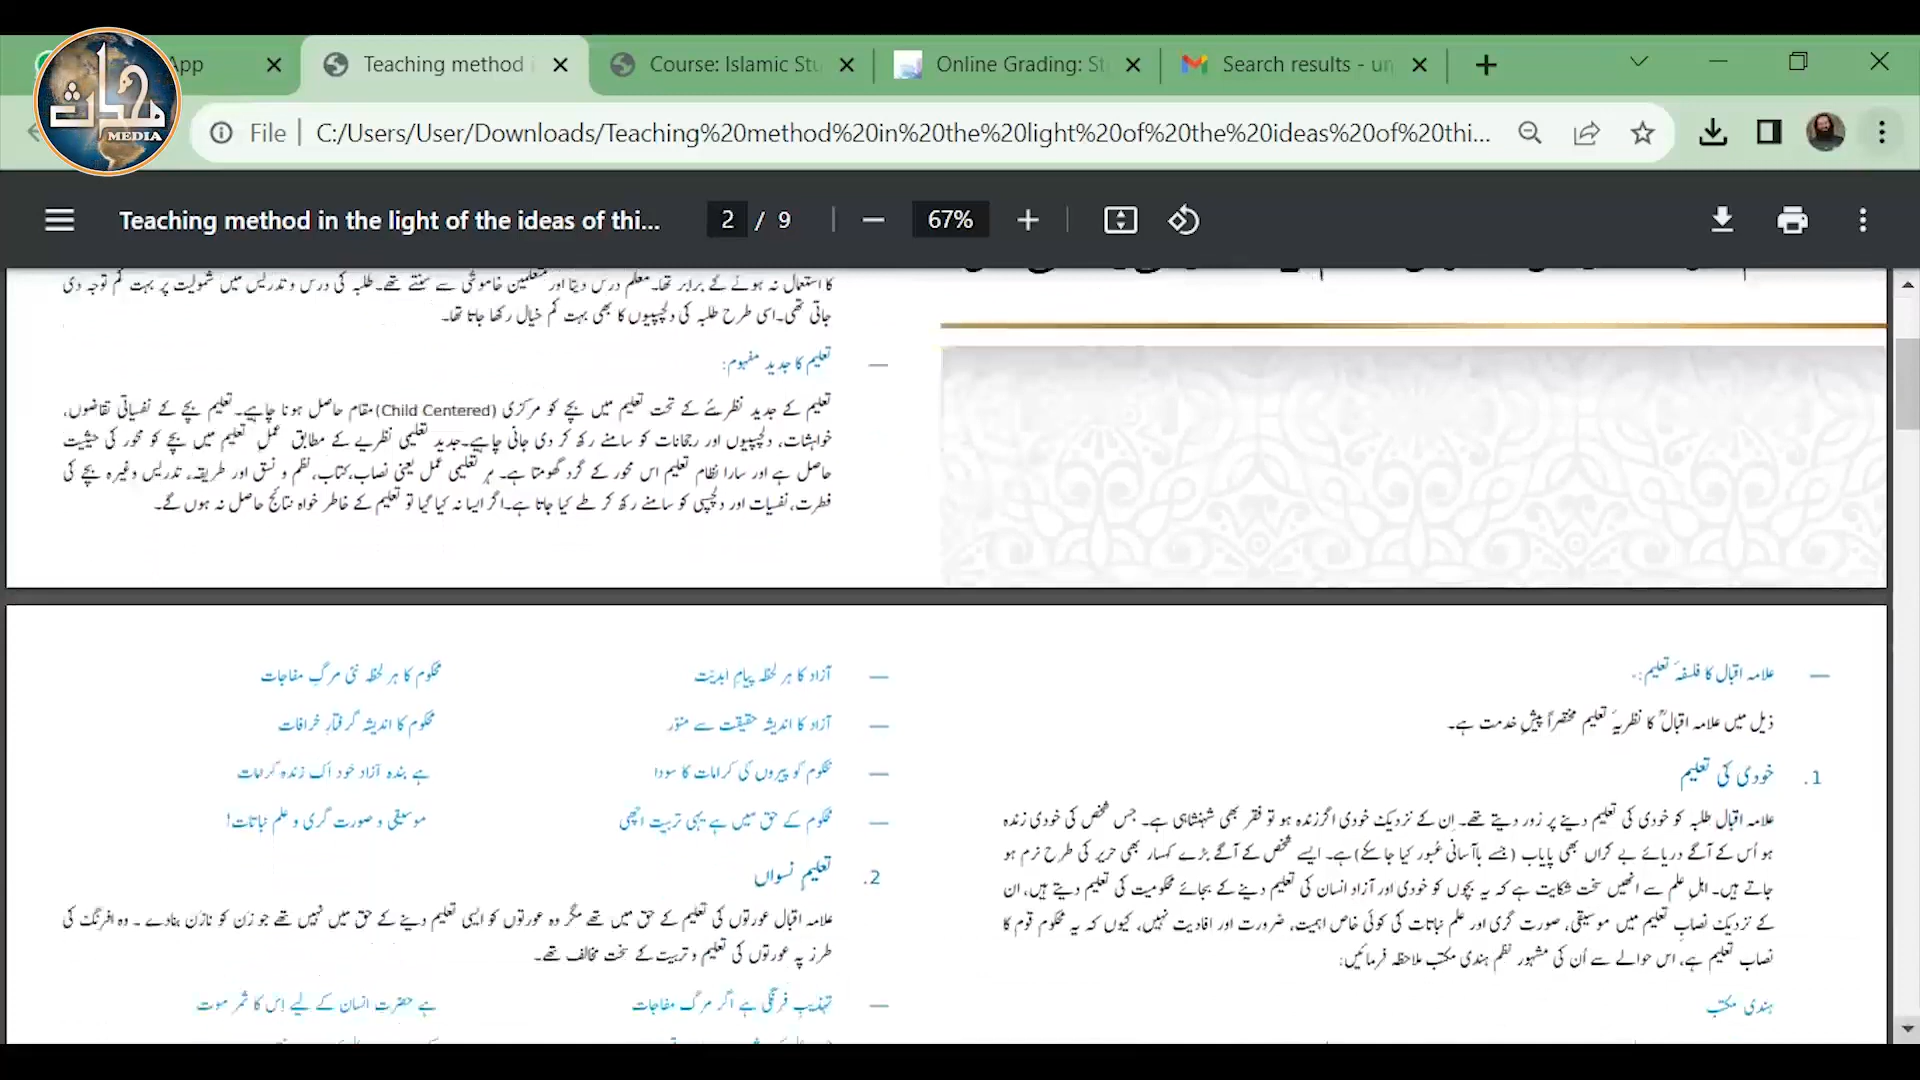 App
Teaching method i
Course: Islamic Stu
Online Grading: St
Search results - un
محدث
MEDIA
File
C:/Users/User/Downloads/Teaching%20method%20in%20the%20light%20of%20the%20ideas%20of%20thi...
Teaching method in the light of the ideas of thi...
2 / 9
67%
کا استعمال نہ ہونے کے برابر تھا۔معلم درس دیتا اور متعلمین خاموشی سے سنتے تھے۔طلبہ کی درس و تدریس میں شمولیت پر بہت کم توجہ دی
جاتی تھی۔اسی طرح طلبہ کی دلچسپیوں کا بھی بہت کم خیال رکھا جاتا تھا۔
— تعلیم کا جدید مفہوم:
تعلیم کے جدید نظرئے کے تحت تعلیم میں بچے کو مرکزی (Child Centered) مقام حاصل ہونا چاہیے۔تعلیم بچے کے نفسیاتی تقاضوں،
خواہشات، دلچسپیوں اور رجحانات کو سامنے رکھ کر دی جانی چاہیے۔جدید تعلیمی نظریے کے مطابق عملِ تعلیم میں بچے کو محور کی حیثیت
حاصل ہے اور سارا نظام تعلیم اس محور کے گرد گھومتا ہے۔ ہر تعلیمی عمل یعنی نصاب،کتاب،نظم و نسق اور طریقہء تدریس وغیرہ بچے کی
فطرت،نفسیات اور دلچسپی کو سامنے رکھ کر طے کیا جاتا ہے۔اگر ایسا نہ کیا گیا تو تعلیم کے خاطر خواہ نتائج حاصل نہ ہوں گے۔
— علامہ اقبال کا فلسفۂ تعلیم:۔
ذیل میں علامہ اقبالؒ کا نظریۂ تعلیم مختصراً پیشِ خدمت ہے۔
1. خودی کی تعلیم
علامہ اقبال طلبہ کو خودی کی تعلیم دینے پر زور دیتے تھے۔ اِن کے نزدیک خودی اگر زندہ ہو تو فقر بھی شہنشاہی ہے۔ جس شخص کی خودی زندہ
ہو اُس کے آگے دریائے بے کراں بھی پایاب (جسے باآسانی عُبور کیا جاسکے) ہے۔ ایسے شخص کے آگے بڑے کہسار بھی حریر کی طرح نرم ہو
جاتے ہیں۔ اہلِ علم سے انھیں سخت شکایت ہے کہ یہ بچوں کو خودی اور آزاد انسان کی تعلیم دینے کے بجائے محکومیت کی تعلیم دیتے ہیں، ان
کے نزدیک نصابِ تعلیم میں موسیقی، صورت گری اور علم نباتات کی کوئی خاص اہمیت، ضرورت اور افادیت نہیں، کیوں کہ یہ محکوم قوم کا
نصاب تعلیم ہے، اس حوالے سے اُن کی مشہور نظم ہندی مکتب ملاحظہ فرمائیں:
ہندی مکتب
— آزاد کا ہر لحظہ پیامِ ابدیّت محکوم کا ہر لحظہ نئی مرگِ مفاجات
— آزاد کا اندیشہ حقیقت سے منوّر محکوم کا اندیشہ گرفتارِ خرافات
— محکوم کو پیروں کی کرامات کا سودا ہے بندہ آزاد خود اک زندہ کرامات
— محکوم کے حق میں ہے یہی تربیت اچھی موسیقی و صورت گری و علم نباتات!
2. تعلیمِ نسواں
علامہ اقبال عورتوں کی تعلیم کے حق میں تھے مگر وہ عورتوں کو ایسی تعلیم دینے کے حق میں نہیں تھے جو زَن کو نازَن بنادے ۔ وہ افرنگ کی
طرز پہ عورتوں کی تعلیم و تربیت کے سخت مخالف تھے۔
— تہذیبِ فرنگی ہے اگر مرگ مفاجات ہے حضرتِ انسان کے لیے اِس کا ثمر موت